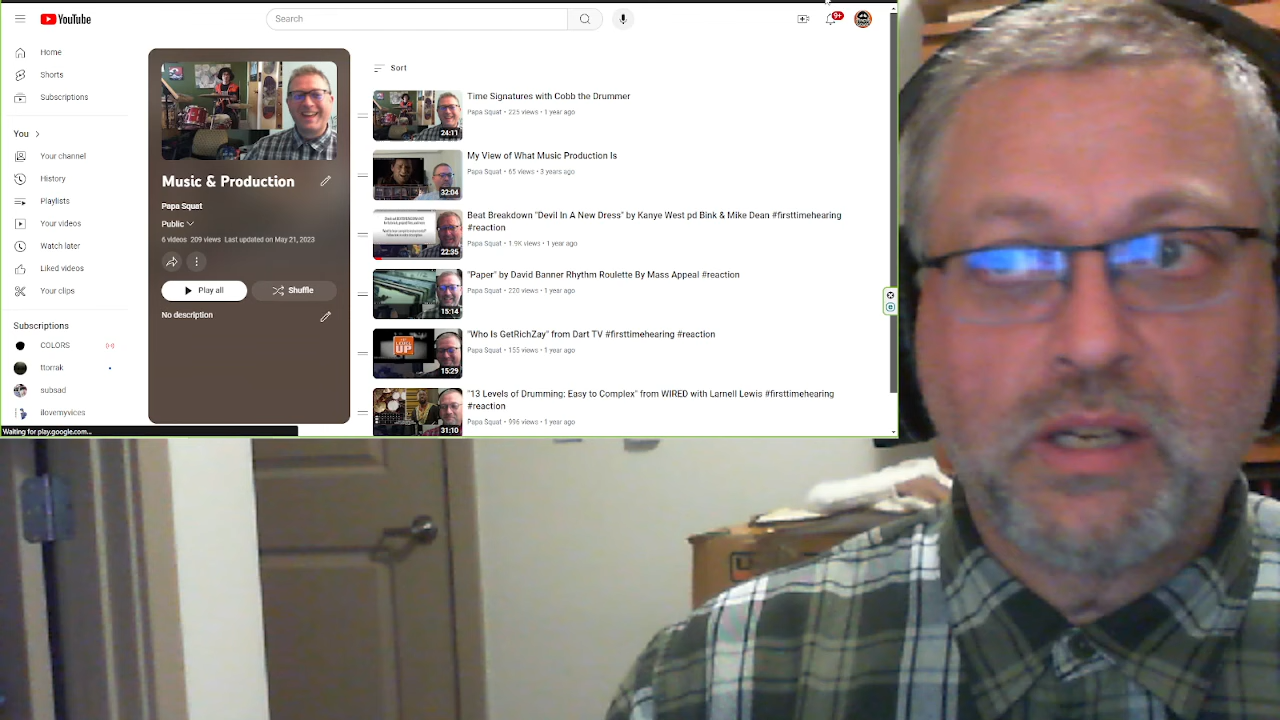 YouTube
Search
9+
Home
Shorts
Subscriptions
You
Your channel
History
Playlists
Your videos
Watch later
Liked videos
Your clips
Subscriptions
COLORS
ttorrak
subsad
ilovemyvices
Waiting for play.google.com...
Music & Production
Papa Squat
Public
6 videos 209 views Last updated on May 21, 2023
Play all
Shuffle
No description
Sort
24:11
Time Signatures with Cobb the Drummer
Papa Squat • 225 views • 1 year ago
32:04
My View of What Music Production Is
Papa Squat • 65 views • 3 years ago
22:35
Beat Breakdown "Devil In A New Dress" by Kanye West pd Bink & Mike Dean #firsttimehearing
#reaction
Papa Squat • 1.9K views • 1 year ago
15:14
"Paper" by David Banner Rhythm Roulette By Mass Appeal #reaction
Papa Squat • 220 views • 1 year ago
LEVEL
UP
15:29
"Who Is GetRichZay" from Dart TV #firsttimehearing #reaction
Papa Squat • 155 views • 1 year ago
31:10
"13 Levels of Drumming: Easy to Complex" from WIRED with Larnell Lewis #firsttimehearing
#reaction
Papa Squat • 996 views • 1 year ago